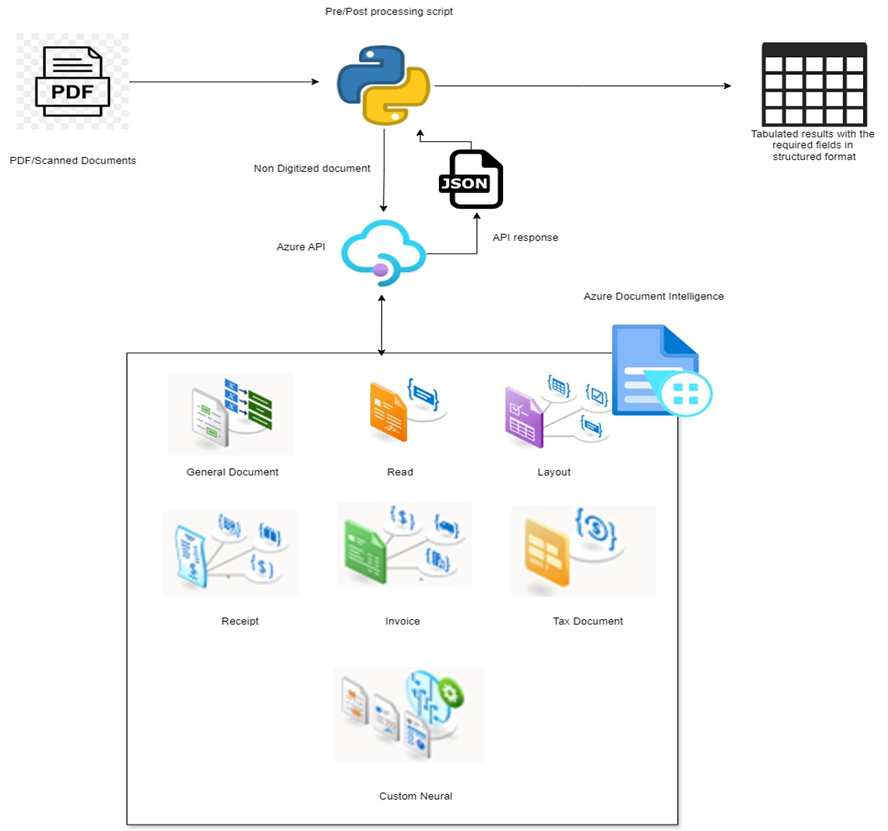 Pre/Post processing script
PDF
PDF/Scanned Documents
Tabulated results with the
required fields in
structured format
Non Digitized document
JSON
Azure API
API response
Azure Document Intelligence
General Document
Read
Layout
Receipt
Invoice
Tax Document
Custom Neural